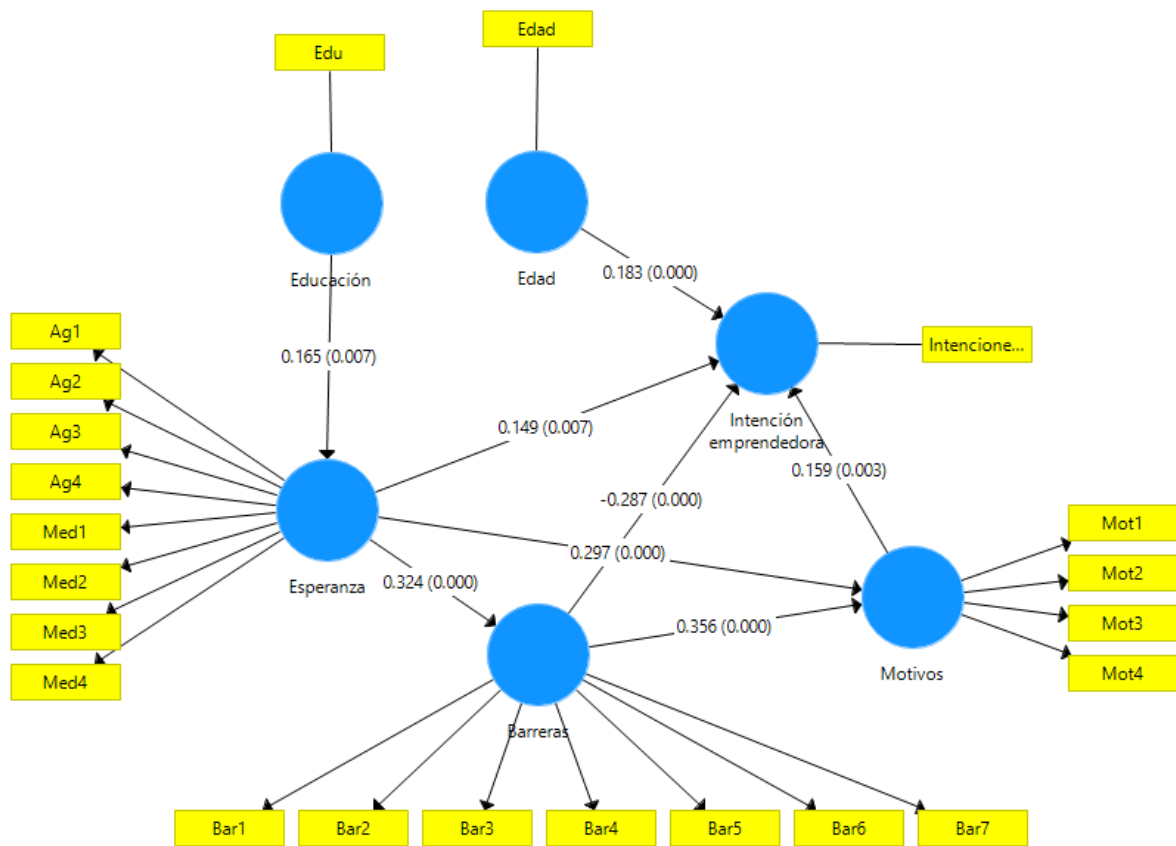 Edu
Edad
Educación
Edad
0.183 (0.000)
Intencione...
Intención
emprendedora
Ag1
Ag2
Ag3
Ag4
Med1
Med2
Med3
Med4
0.165 (0.007)
0.149 (0.007)
0.159 (0.003)
-0.287 (0.000)
0.297 (0.000)
Esperanza
0.324 (0.000)
0.356 (0.000)
Mot1
Mot2
Mot3
Mot4
Motivos
Barreras
Bar1
Bar2
Bar3
Bar4
Bar5
Bar6
Bar7